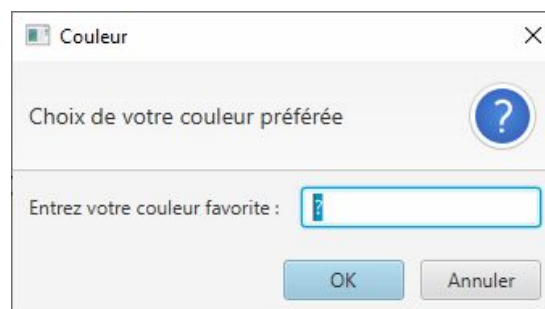 Couleur
Choix de votre couleur préférée
?
Entrez votre couleur favorite : ?
OK Annuler